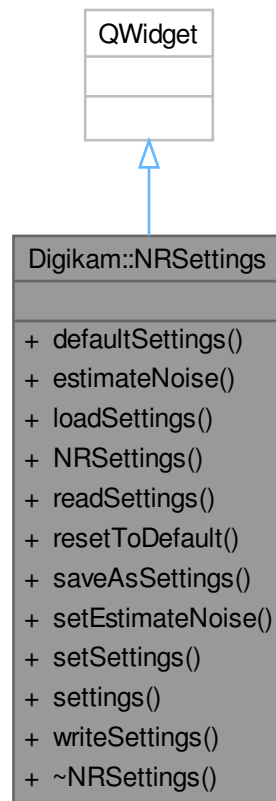 QWidget
Digikam::NRSettings
+ defaultSettings()
+ estimateNoise()
+ loadSettings()
+ NRSettings()
+ readSettings()
+ resetToDefault()
+ saveAsSettings()
+ setEstimateNoise()
+ setSettings()
+ settings()
+ writeSettings()
+ ~NRSettings()